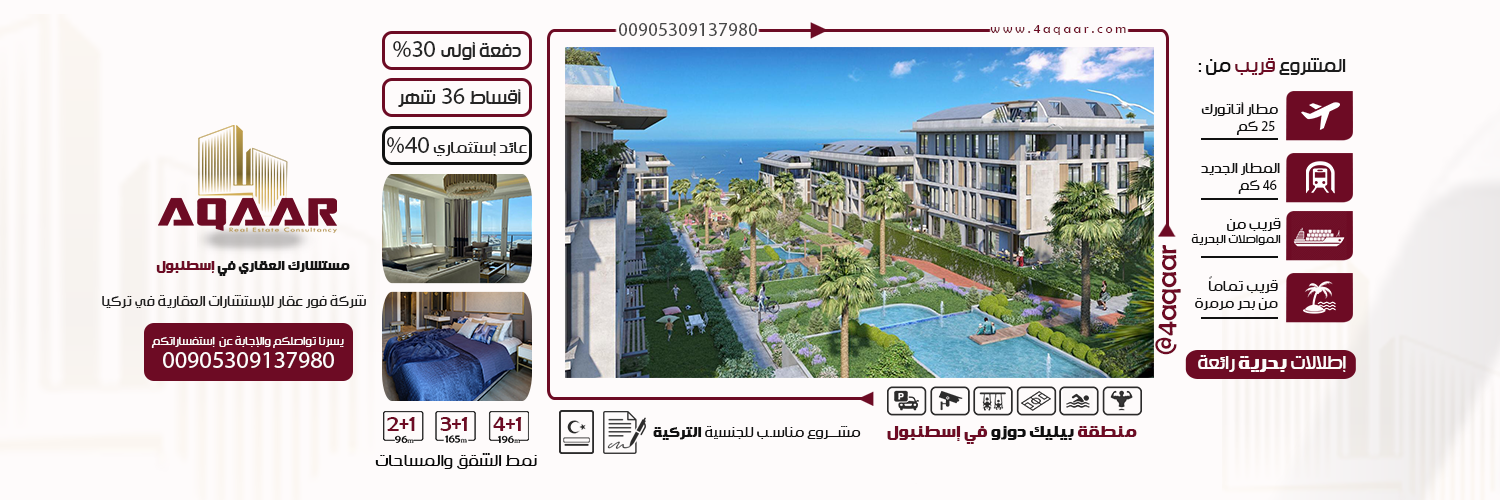 00905309137980
www.4aqaar.com
المشروع قريب من :
مطار أتاتورك
25 كم
المطار الجديد
46 كم
قريب من
المواصلات البحرية
قريب تماماً
من بحر مرمرة
إطلالات بحرية رائعة
@4aqaar
P
منطقة بيليك دوزو في إسطنبول
مشــروع مناسب للجنسية التركية
دفعة أولى 30%
أقساط 36 شهر
عائد إستثماري 40%
2+1
96m
3+1
165m
4+1
196m
نمط الشقق والمساحات
AQAAR
Real Estate Consultancy
مستشارك العقاري في إسطنبول
شركة فور عقار للإستشارات العقارية في تركيا
يسرنا تواصلكم والإجابة عن إستفساراتكم
00905309137980